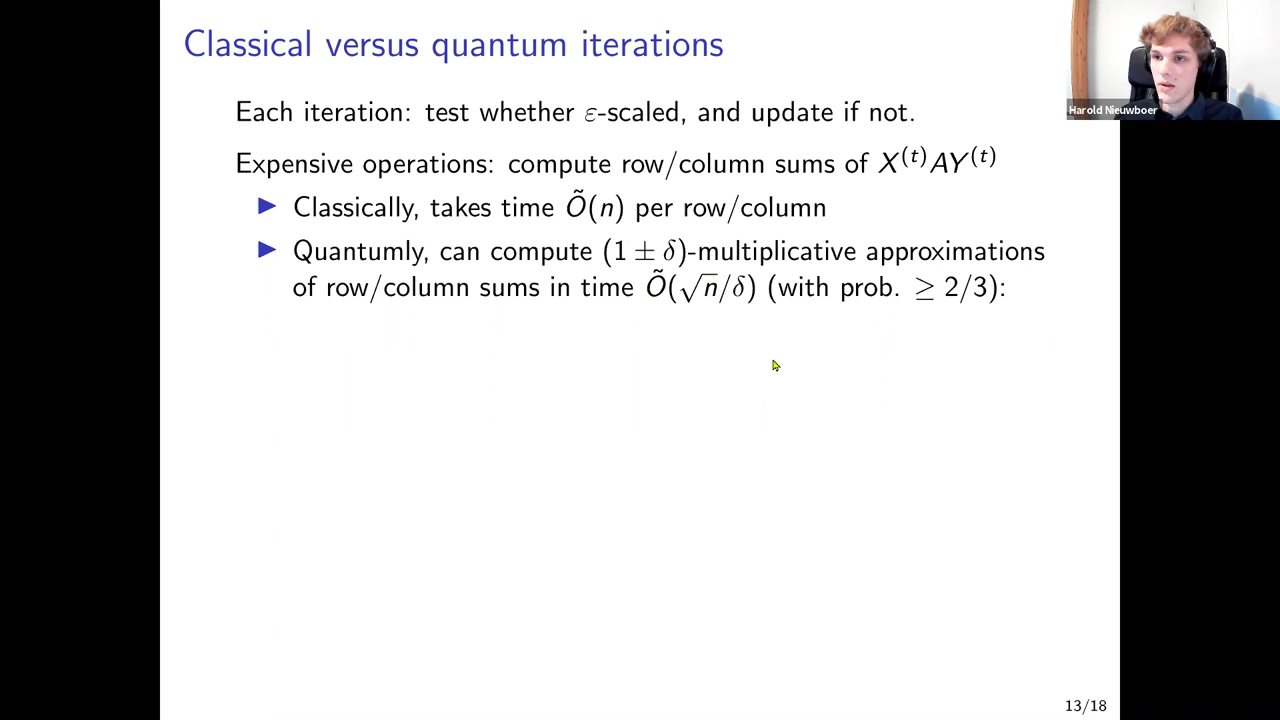 Classical versus quantum iterations
Harold Nieuwboer
Each iteration: test whether ε-scaled, and update if not.
Expensive operations: compute row/column sums of X⁽ᵗ⁾AY⁽ᵗ⁾
▶ Classically, takes time Õ(n) per row/column
▶ Quantumly, can compute (1 ± δ)-multiplicative approximations
of row/column sums in time Õ(√n/δ) (with prob. ≥ 2/3):
13/18